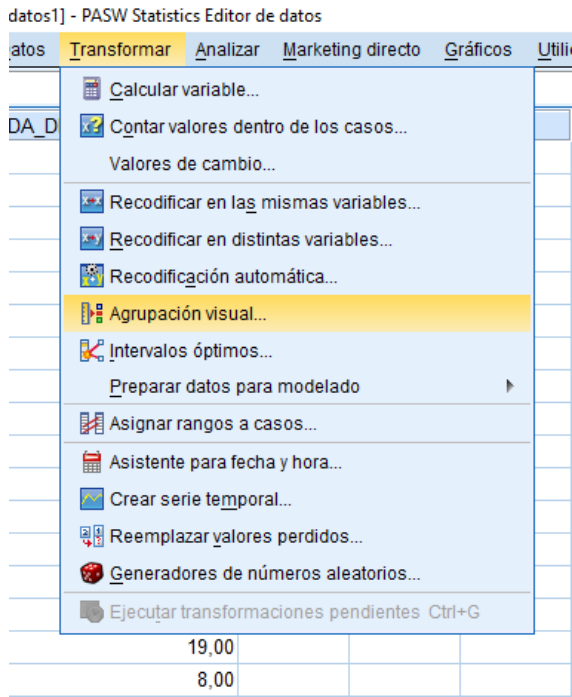 datos1] - PASW Statistics Editor de datos
atos Transformar Analizar Marketing directo Gráficos Utili
Calcular variable...
DA_D
Contar valores dentro de los casos...
Valores de cambio...
Recodificar en las mismas variables...
Recodificar en distintas variables...
Recodificación automática...
Agrupación visual...
Intervalos óptimos...
Preparar datos para modelado
Asignar rangos a casos...
Asistente para fecha y hora...
Crear serie temporal...
Reemplazar valores perdidos...
Generadores de números aleatorios...
Ejecutar transformaciones pendientes Ctrl+G
19,00
8,00